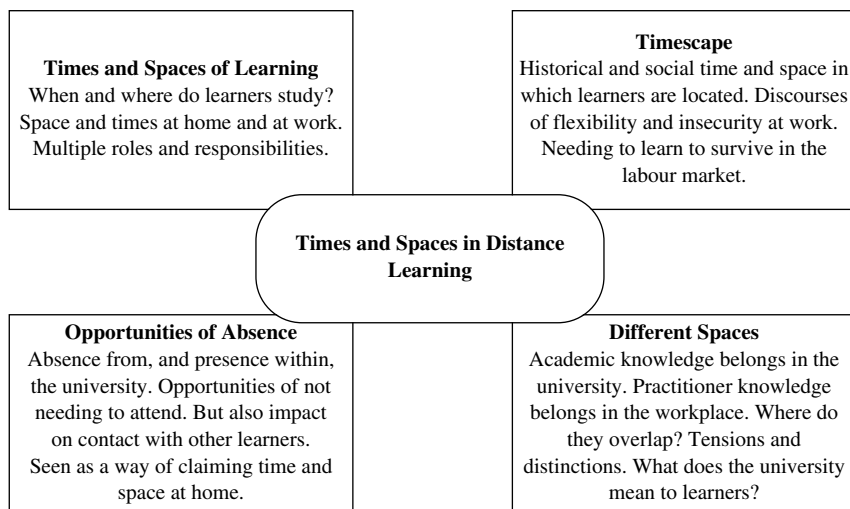 Times and Spaces of Learning
When and where do learners study?
Space and times at home and at work.
Multiple roles and responsibilities.
Timescape
Historical and social time and space in
which learners are located. Discourses
of flexibility and insecurity at work.
Needing to learn to survive in the
labour market.
Times and Spaces in Distance
Learning
Opportunities of Absence
Absence from, and presence within,
the university. Opportunities of not
needing to attend. But also impact
on contact with other learners.
Seen as a way of claiming time and
space at home.
Different Spaces
Academic knowledge belongs in the
university. Practitioner knowledge
belongs in the workplace. Where do
they overlap? Tensions and
distinctions. What does the university
mean to learners?